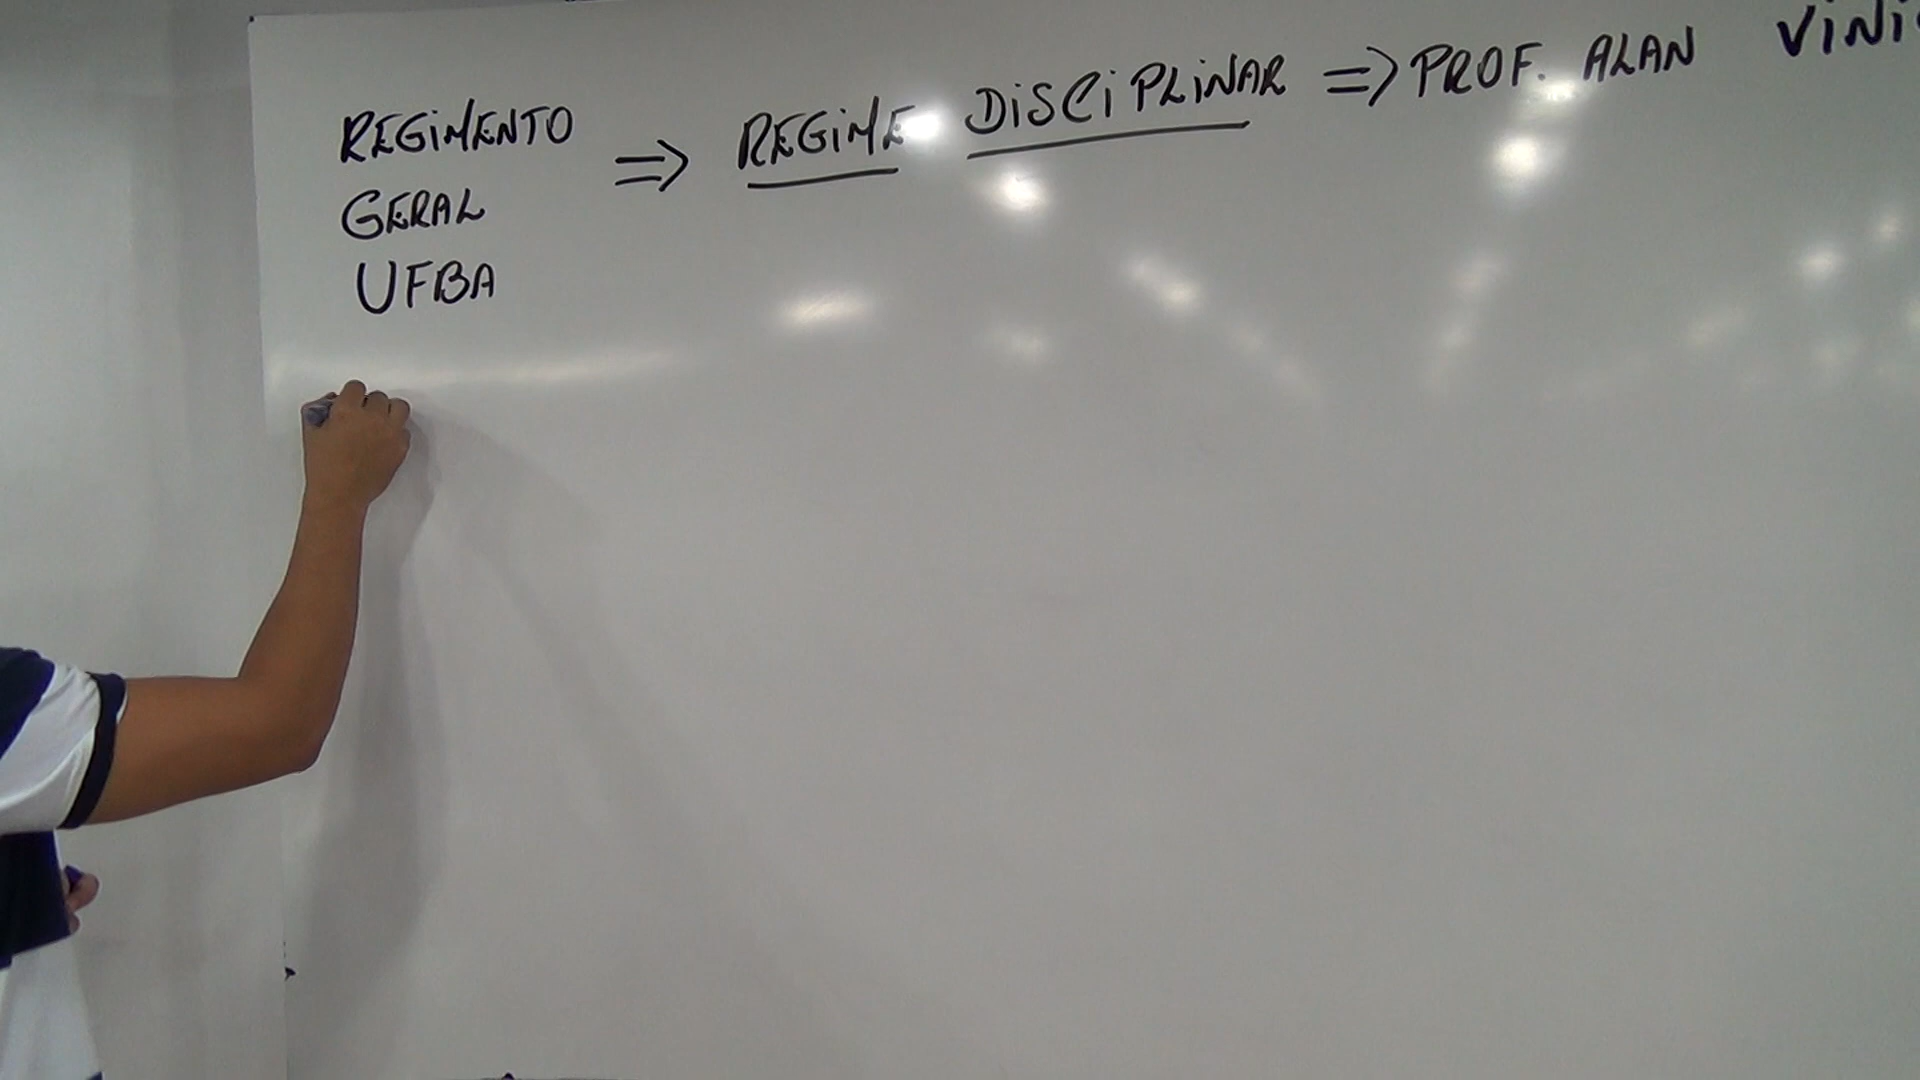 REGIMENTO ⇒ REGIME DISCIPLINAR ⇒ PROF. ALAN
GERAL
UFBA